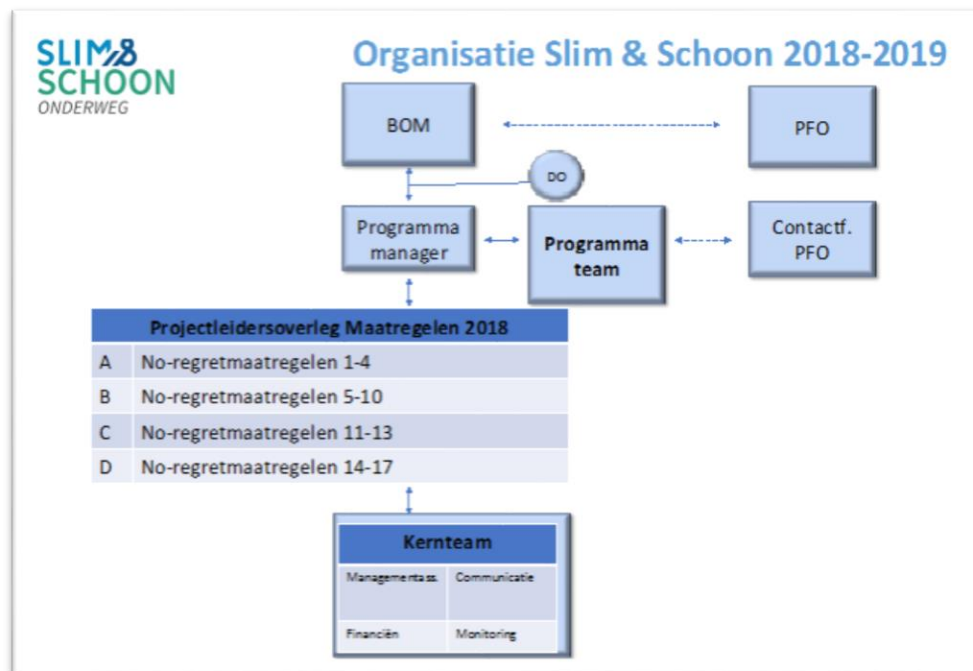 SLIM&
SCHOON
ONDERWEG
Organisatie Slim & Schoon 2018-2019
BOM
PFO
DO
Programma
manager
Programma
team
Contactf.
PFO
Projectleidersoverleg Maatregelen 2018
A No-regretmaatregelen 1-4
B No-regretmaatregelen 5-10
C No-regretmaatregelen 11-13
D No-regretmaatregelen 14-17
Kernteam
Managementass. Communicatie
Financiën Monitoring